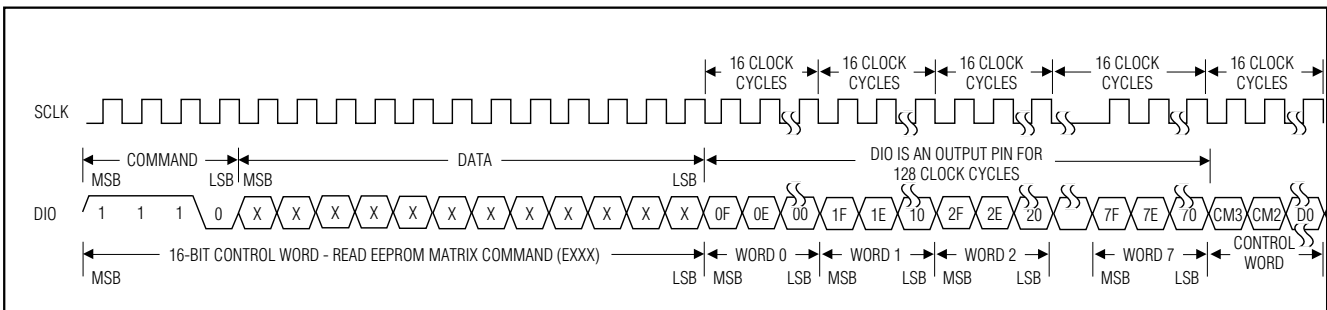 16 CLOCK CYCLES 16 CLOCK CYCLES 16 CLOCK CYCLES 16 CLOCK CYCLES 16 CLOCK CYCLES
SCLK
COMMAND DATA DIO IS AN OUTPUT PIN FOR 128 CLOCK CYCLES
MSB LSB MSB LSB
DIO 1 1 1 0 X X X X X X X X X X X X 0F 0E 00 1F 1E 10 2F 2E 20 7F 7E 70 CM3 CM2 D0
16-BIT CONTROL WORD - READ EEPROM MATRIX COMMAND (EXXX) WORD 0 WORD 1 WORD 2 WORD 7 CONTROL WORD
MSB LSB MSB LSB MSB LSB MSB LSB MSB LSB